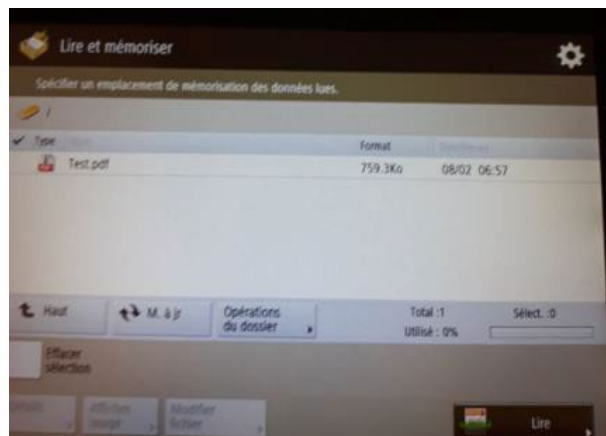 Lire et mémoriser
Spécifier un emplacement de mémorisation des données lues.
/
Type Format
Test.pdf 759.3Ko 08/02 06:57
Haut M. à jr Opérations du dossier Total :1 Sélect. :0
Utilisé : 0%
Effacer
sélection
Modifier
fichier
Lire